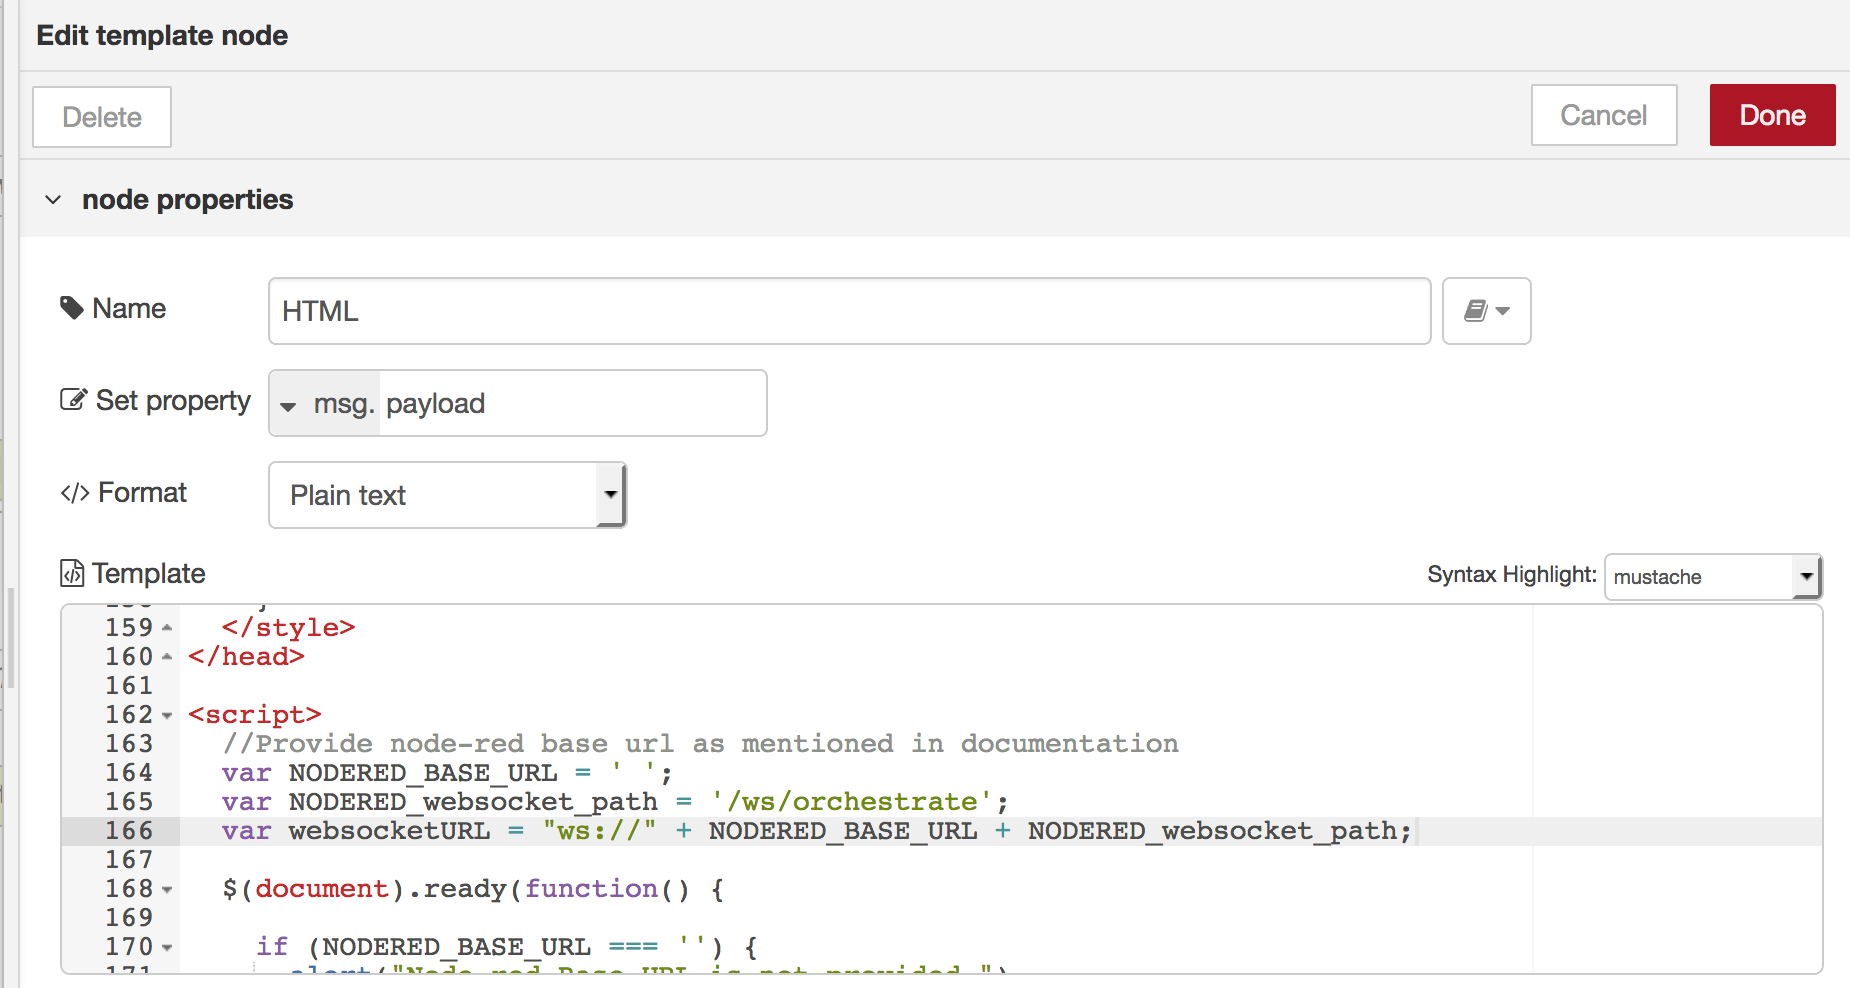 Edit template node
Delete
Cancel
Done
node properties
Name
HTML
Set property
msg. payload
</> Format
Plain text
Template
Syntax Highlight: mustache
159 </style>
160 </head>
161
162 <script>
163 //Provide node-red base url as mentioned in documentation
164 var NODERED_BASE_URL = ' ';
165 var NODERED_websocket_path = '/ws/orchestrate';
166 var websocketURL = "ws://" + NODERED_BASE_URL + NODERED_websocket_path;
167
168 $(document).ready(function() {
169
170 if (NODERED_BASE_URL === '') {